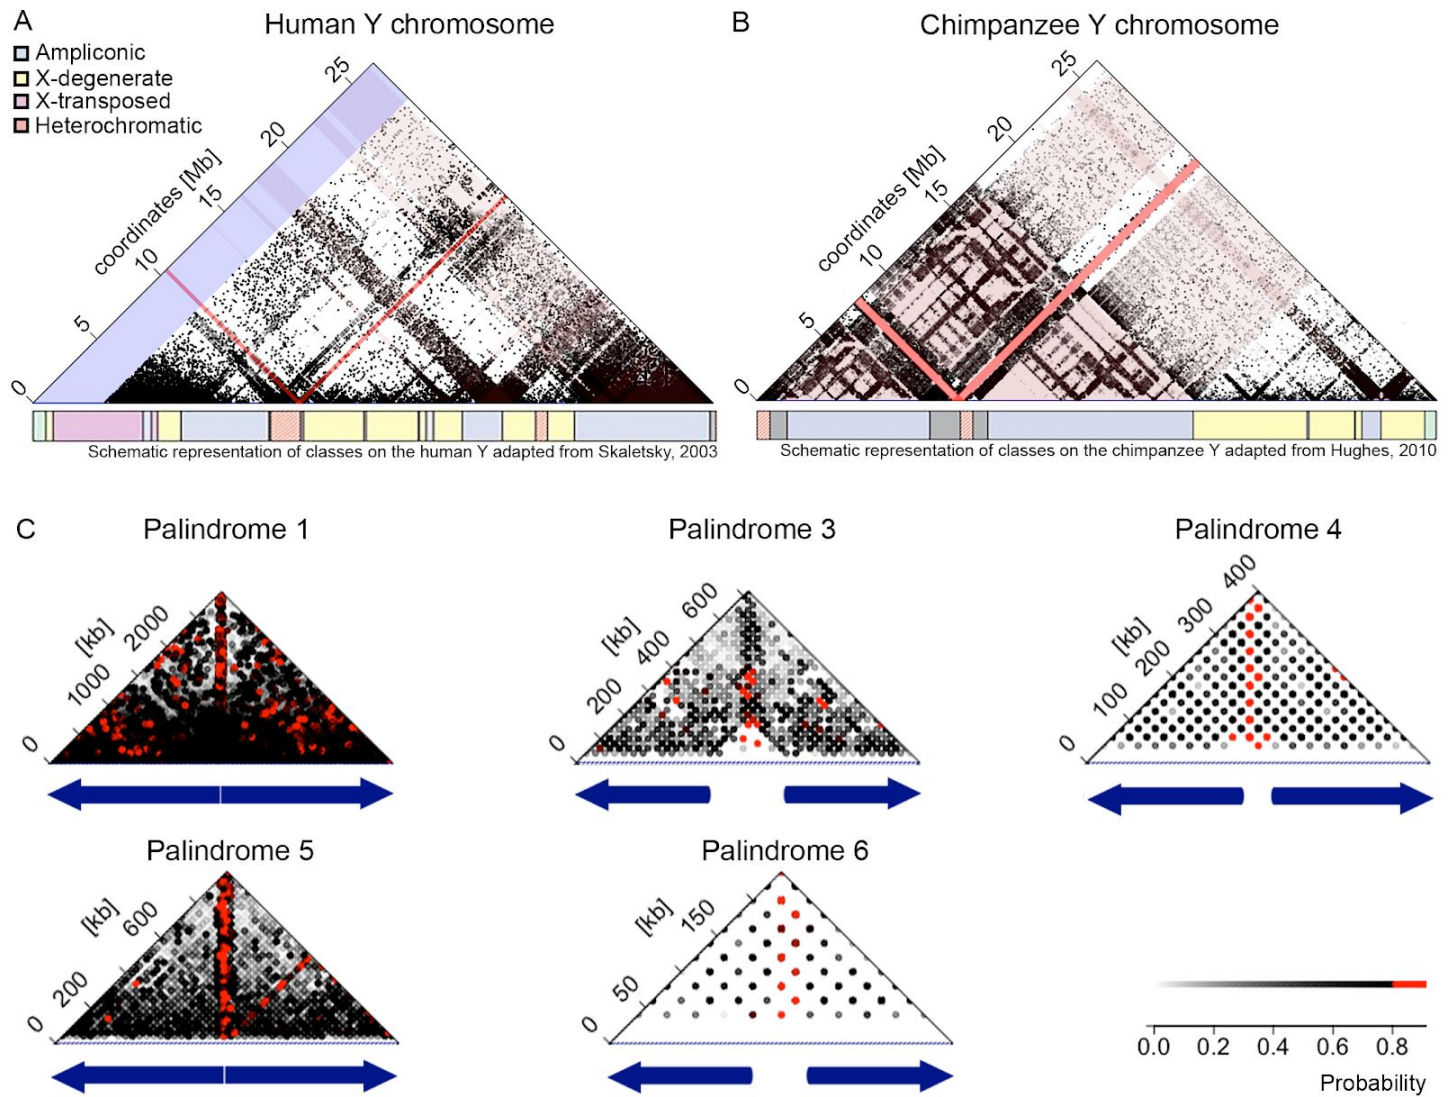 A
Human Y chromosome
Ampliconic
X-degenerate
X-transposed
Heterochromatic
0
5
10
15
20
25
coordinates [Mb]
Schematic representation of classes on the human Y adapted from Skaletsky, 2003
B
Chimpanzee Y chromosome
0
5
10
15
20
25
coordinates [Mb]
Schematic representation of classes on the chimpanzee Y adapted from Hughes, 2010
C
Palindrome 1
0
1000
2000
[kb]
Palindrome 3
0
200
400
600
[kb]
Palindrome 4
0
100
200
300
400
[kb]
Palindrome 5
0
200
600
[kb]
Palindrome 6
0
50
150
[kb]
0.0 0.2 0.4 0.6 0.8
Probability